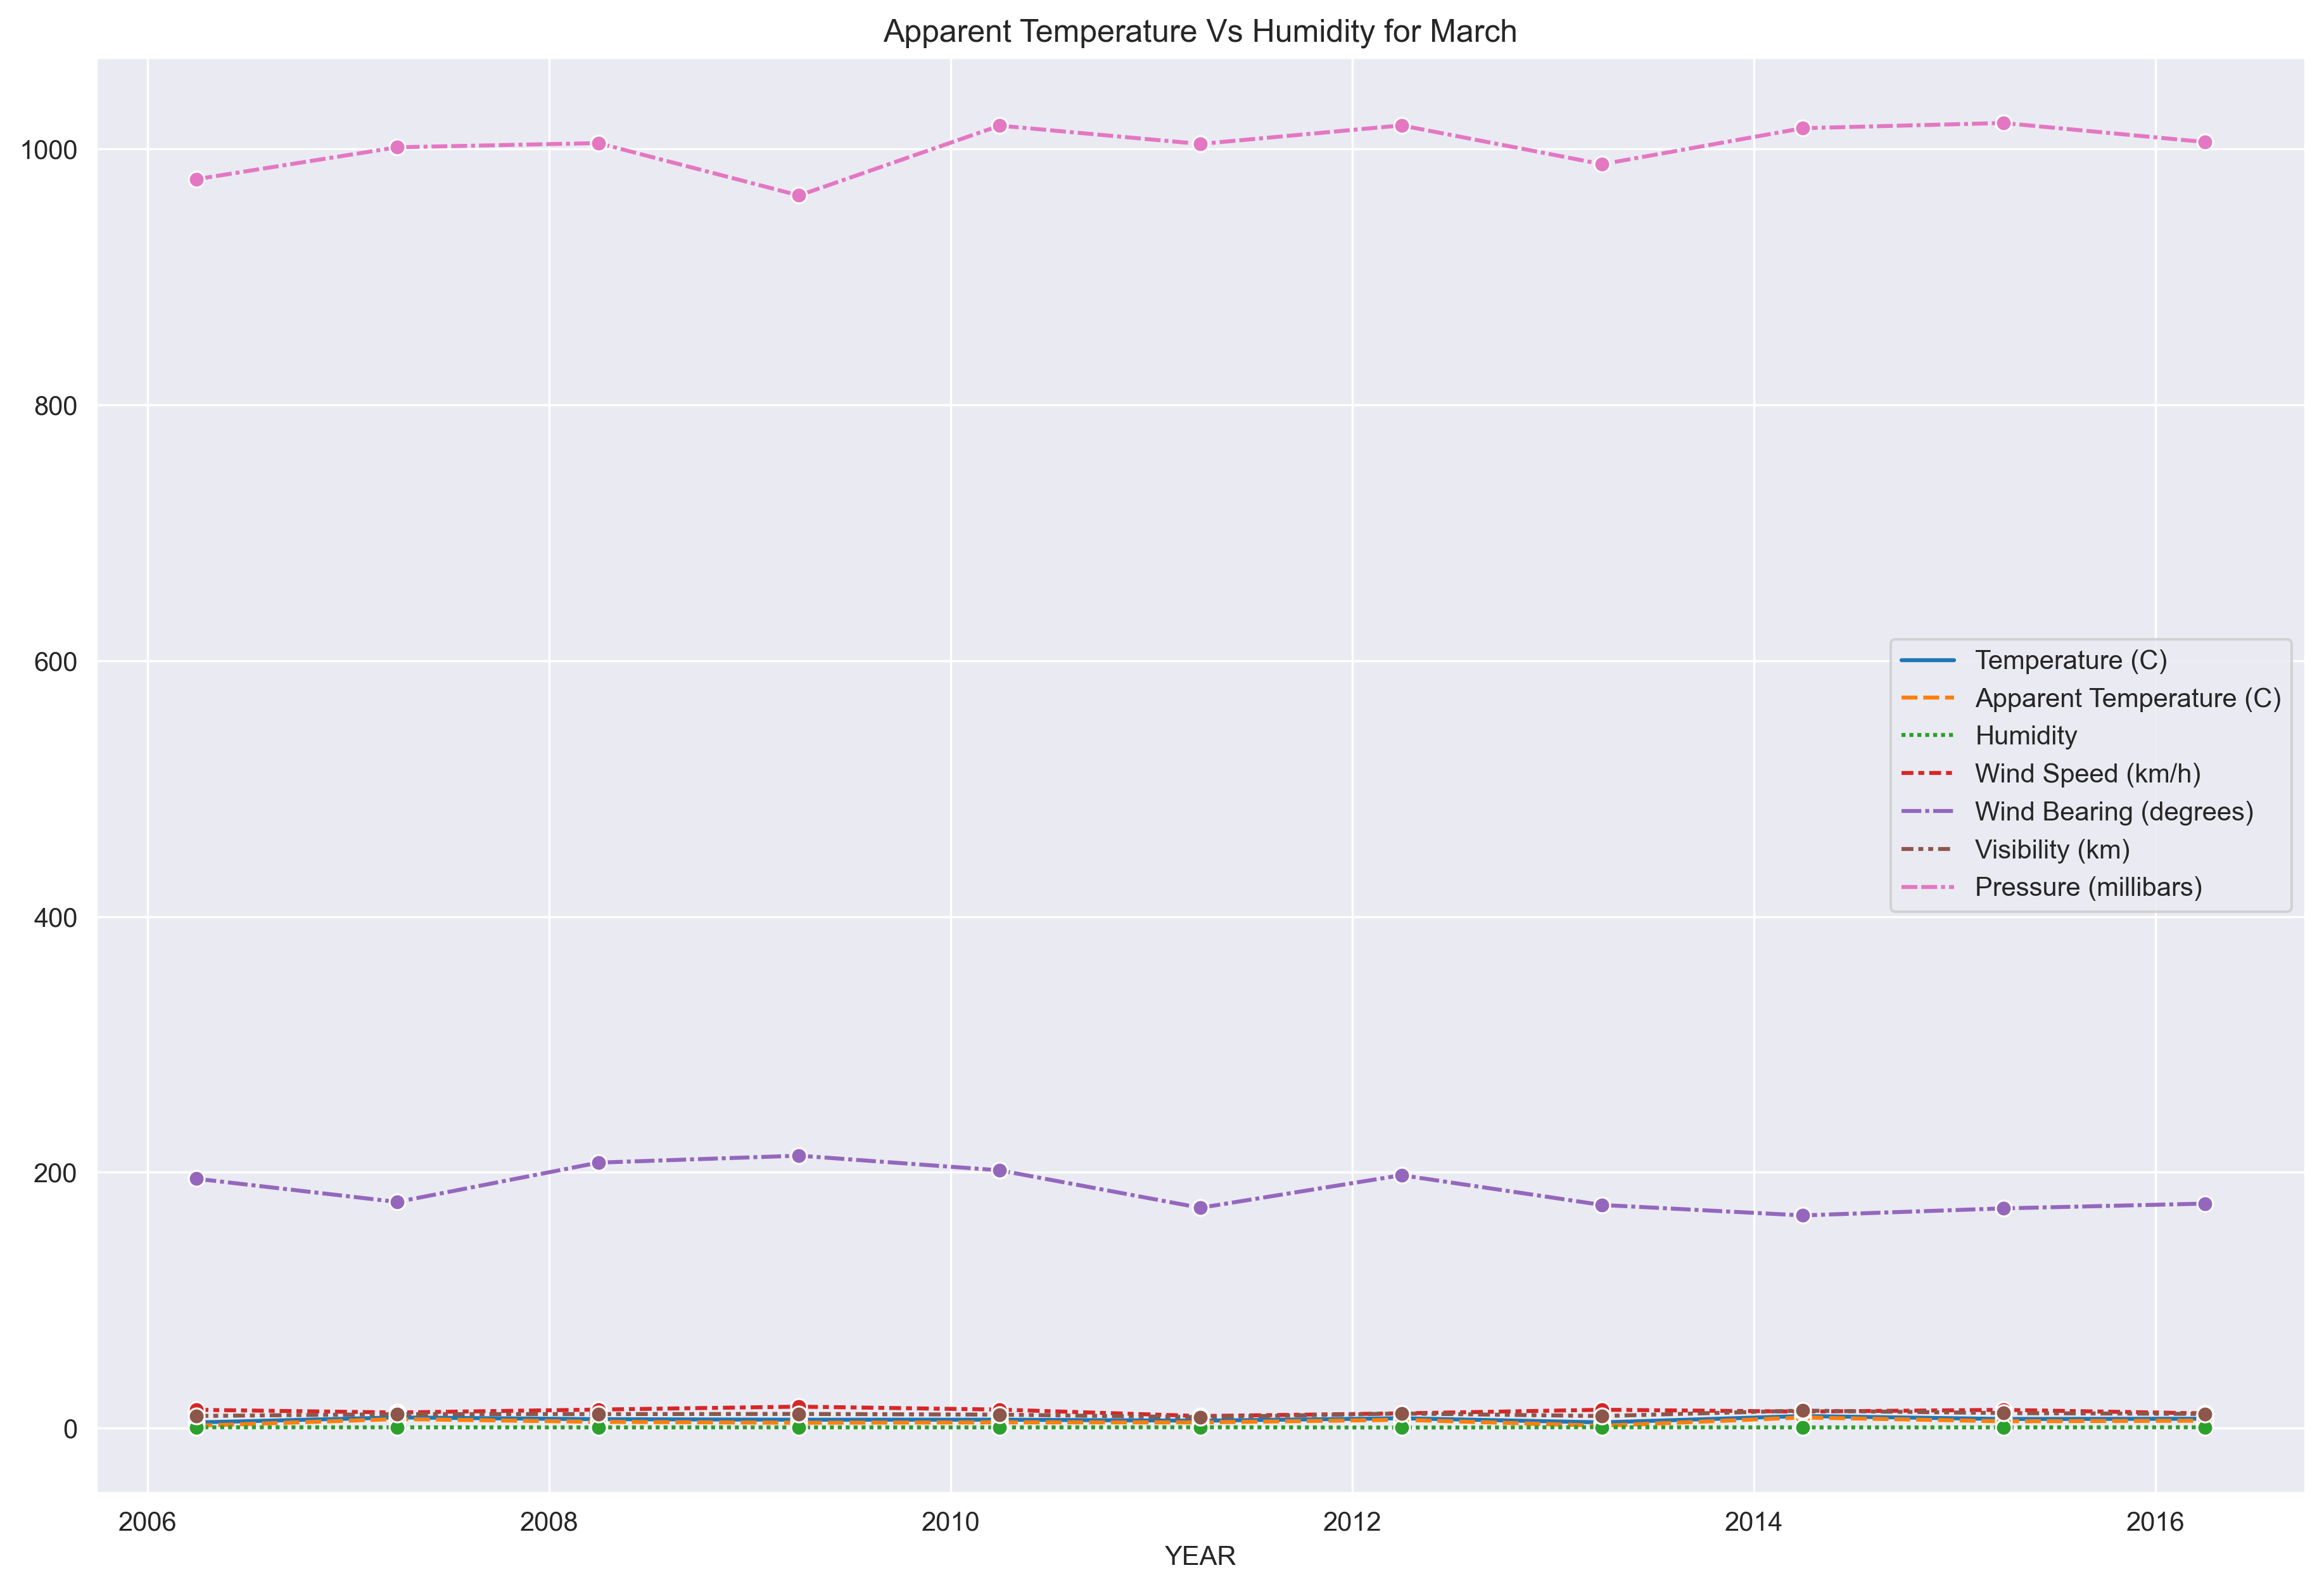 Apparent Temperature Vs Humidity for March
1000
800
600
400
200
0
Temperature (C)
Apparent Temperature (C)
Humidity
Wind Speed (km/h)
Wind Bearing (degrees)
Visibility (km)
Pressure (millibars)
2006 2008 2010 2012 2014 2016
YEAR